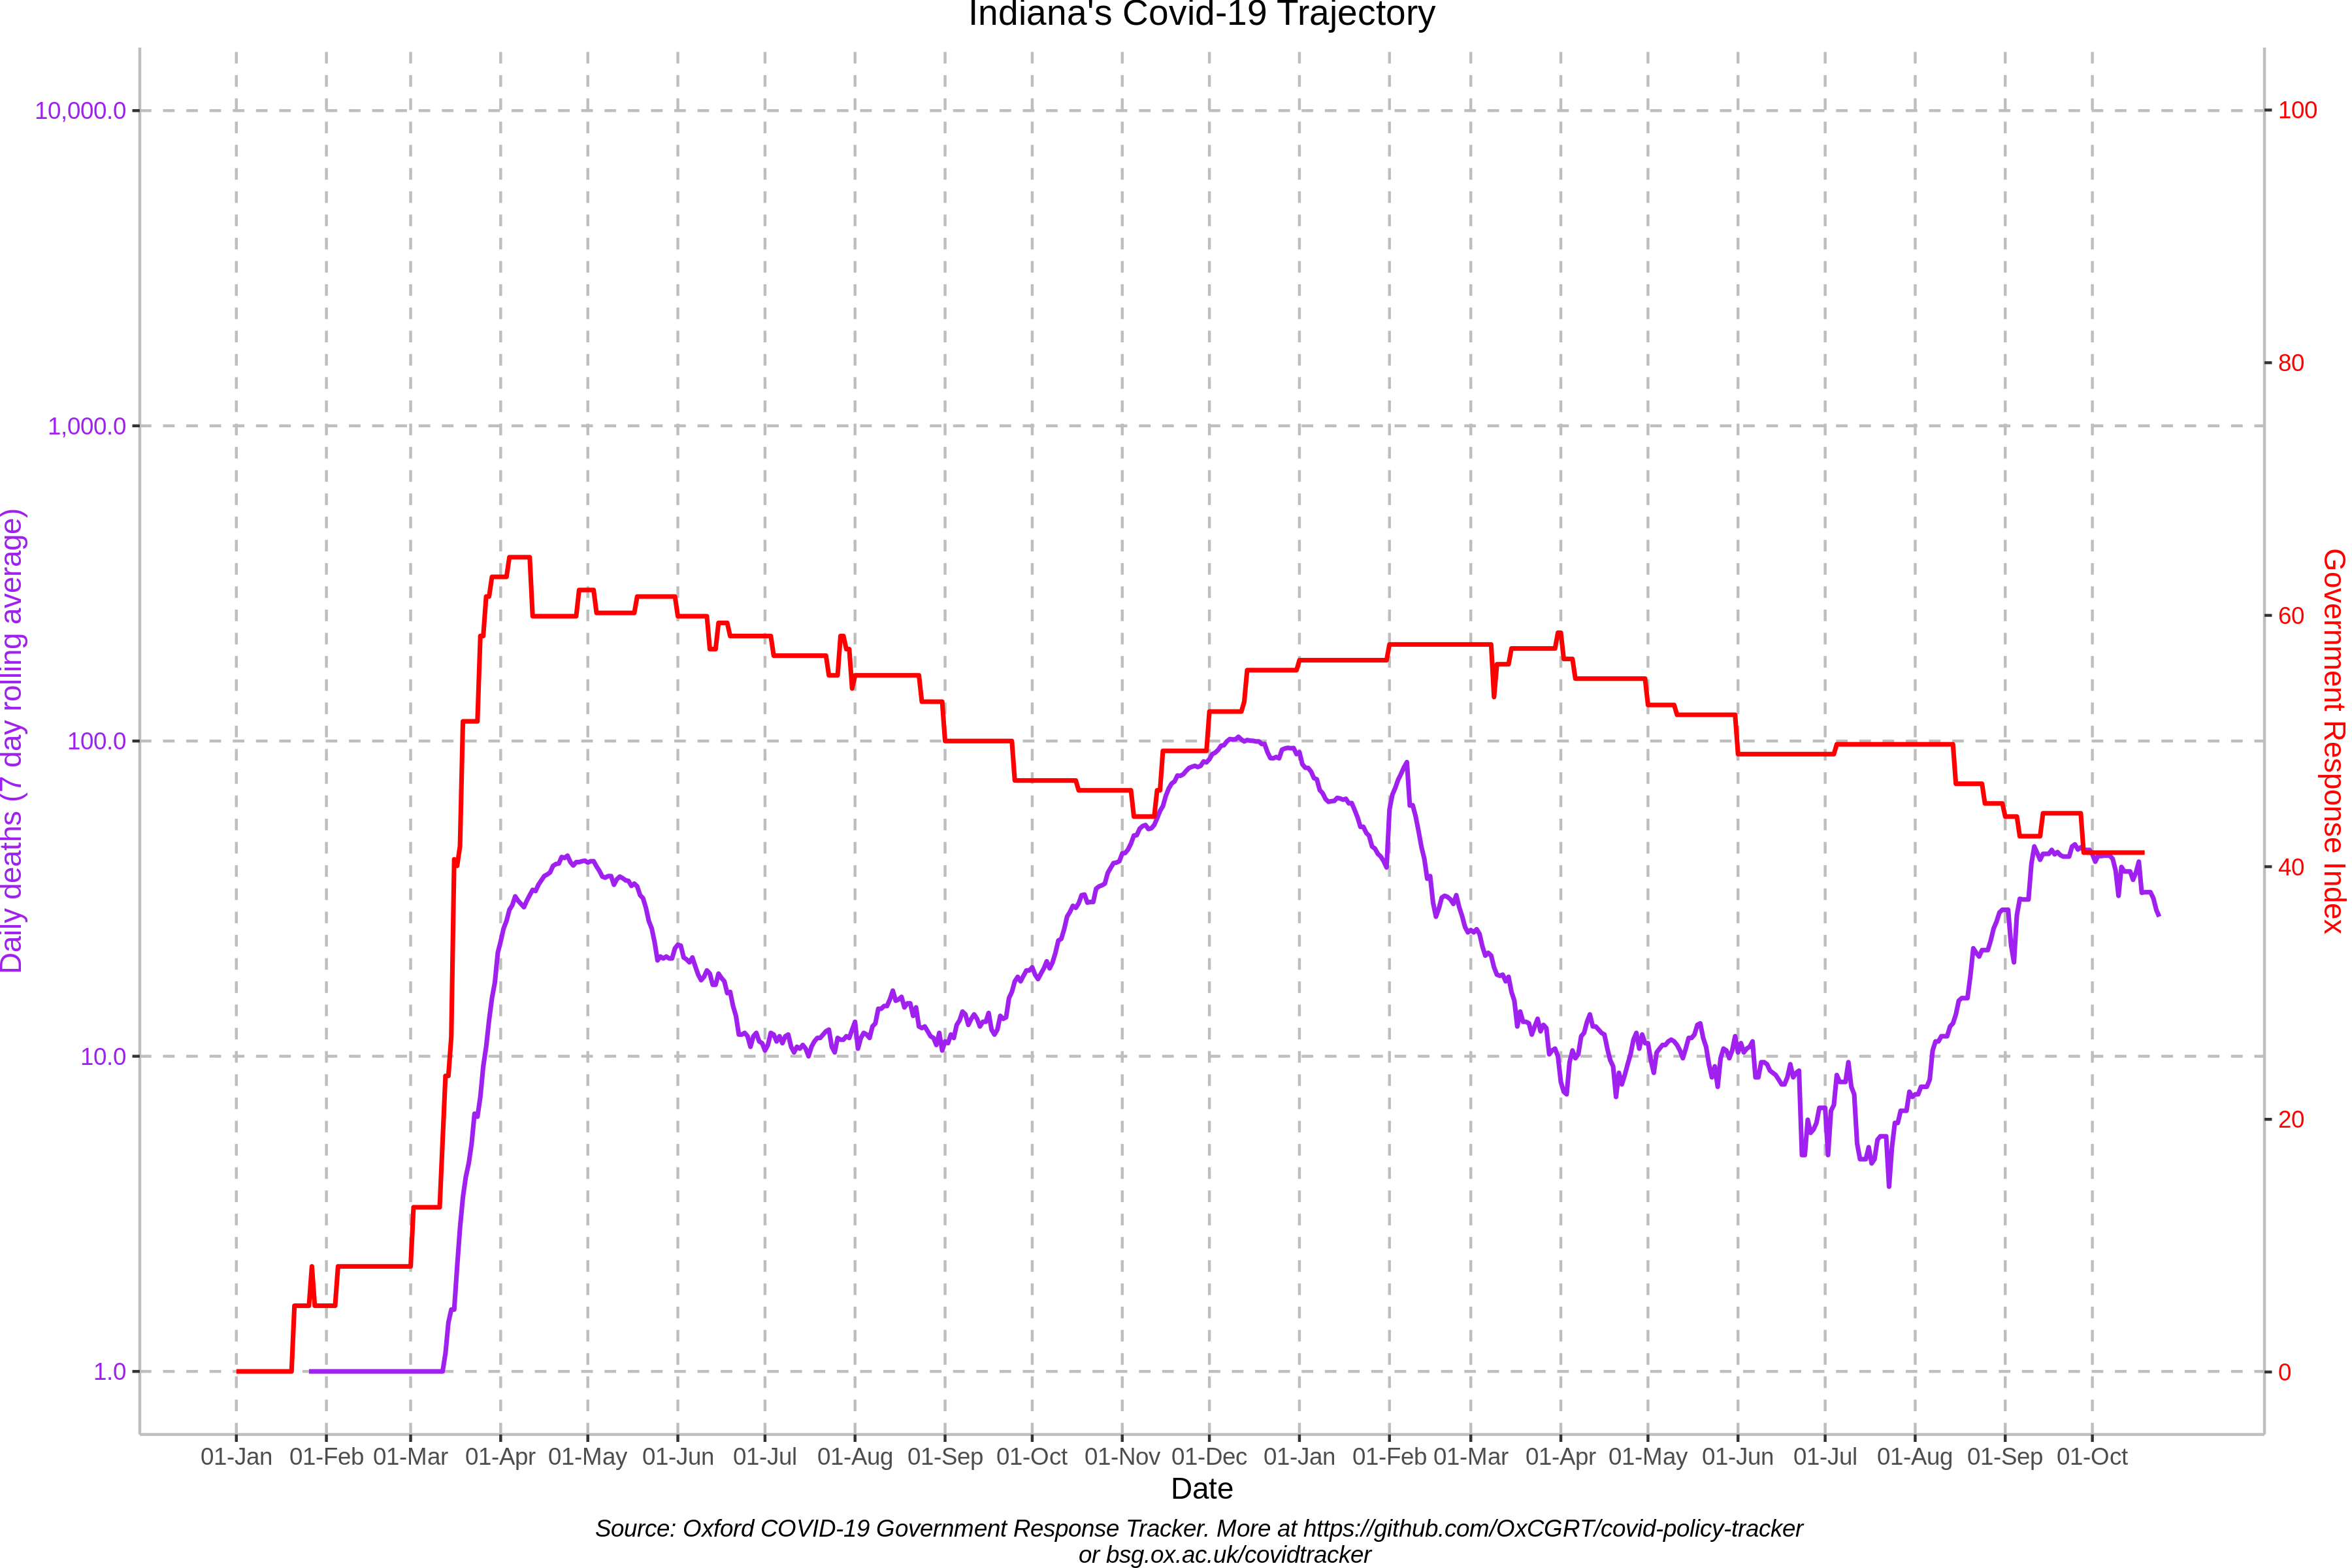 Indiana's Covid-19 Trajectory
10,000.0
1,000.0
100.0
10.0
1.0
Daily deaths (7 day rolling average)
100
80
60
40
20
0
Government Response Index
01-Jan 01-Feb 01-Mar 01-Apr 01-May 01-Jun 01-Jul 01-Aug 01-Sep 01-Oct 01-Nov 01-Dec 01-Jan 01-Feb 01-Mar 01-Apr 01-May 01-Jun 01-Jul 01-Aug 01-Sep 01-Oct
Date
Source: Oxford COVID-19 Government Response Tracker. More at https://github.com/OxCGRT/covid-policy-tracker
or bsg.ox.ac.uk/covidtracker